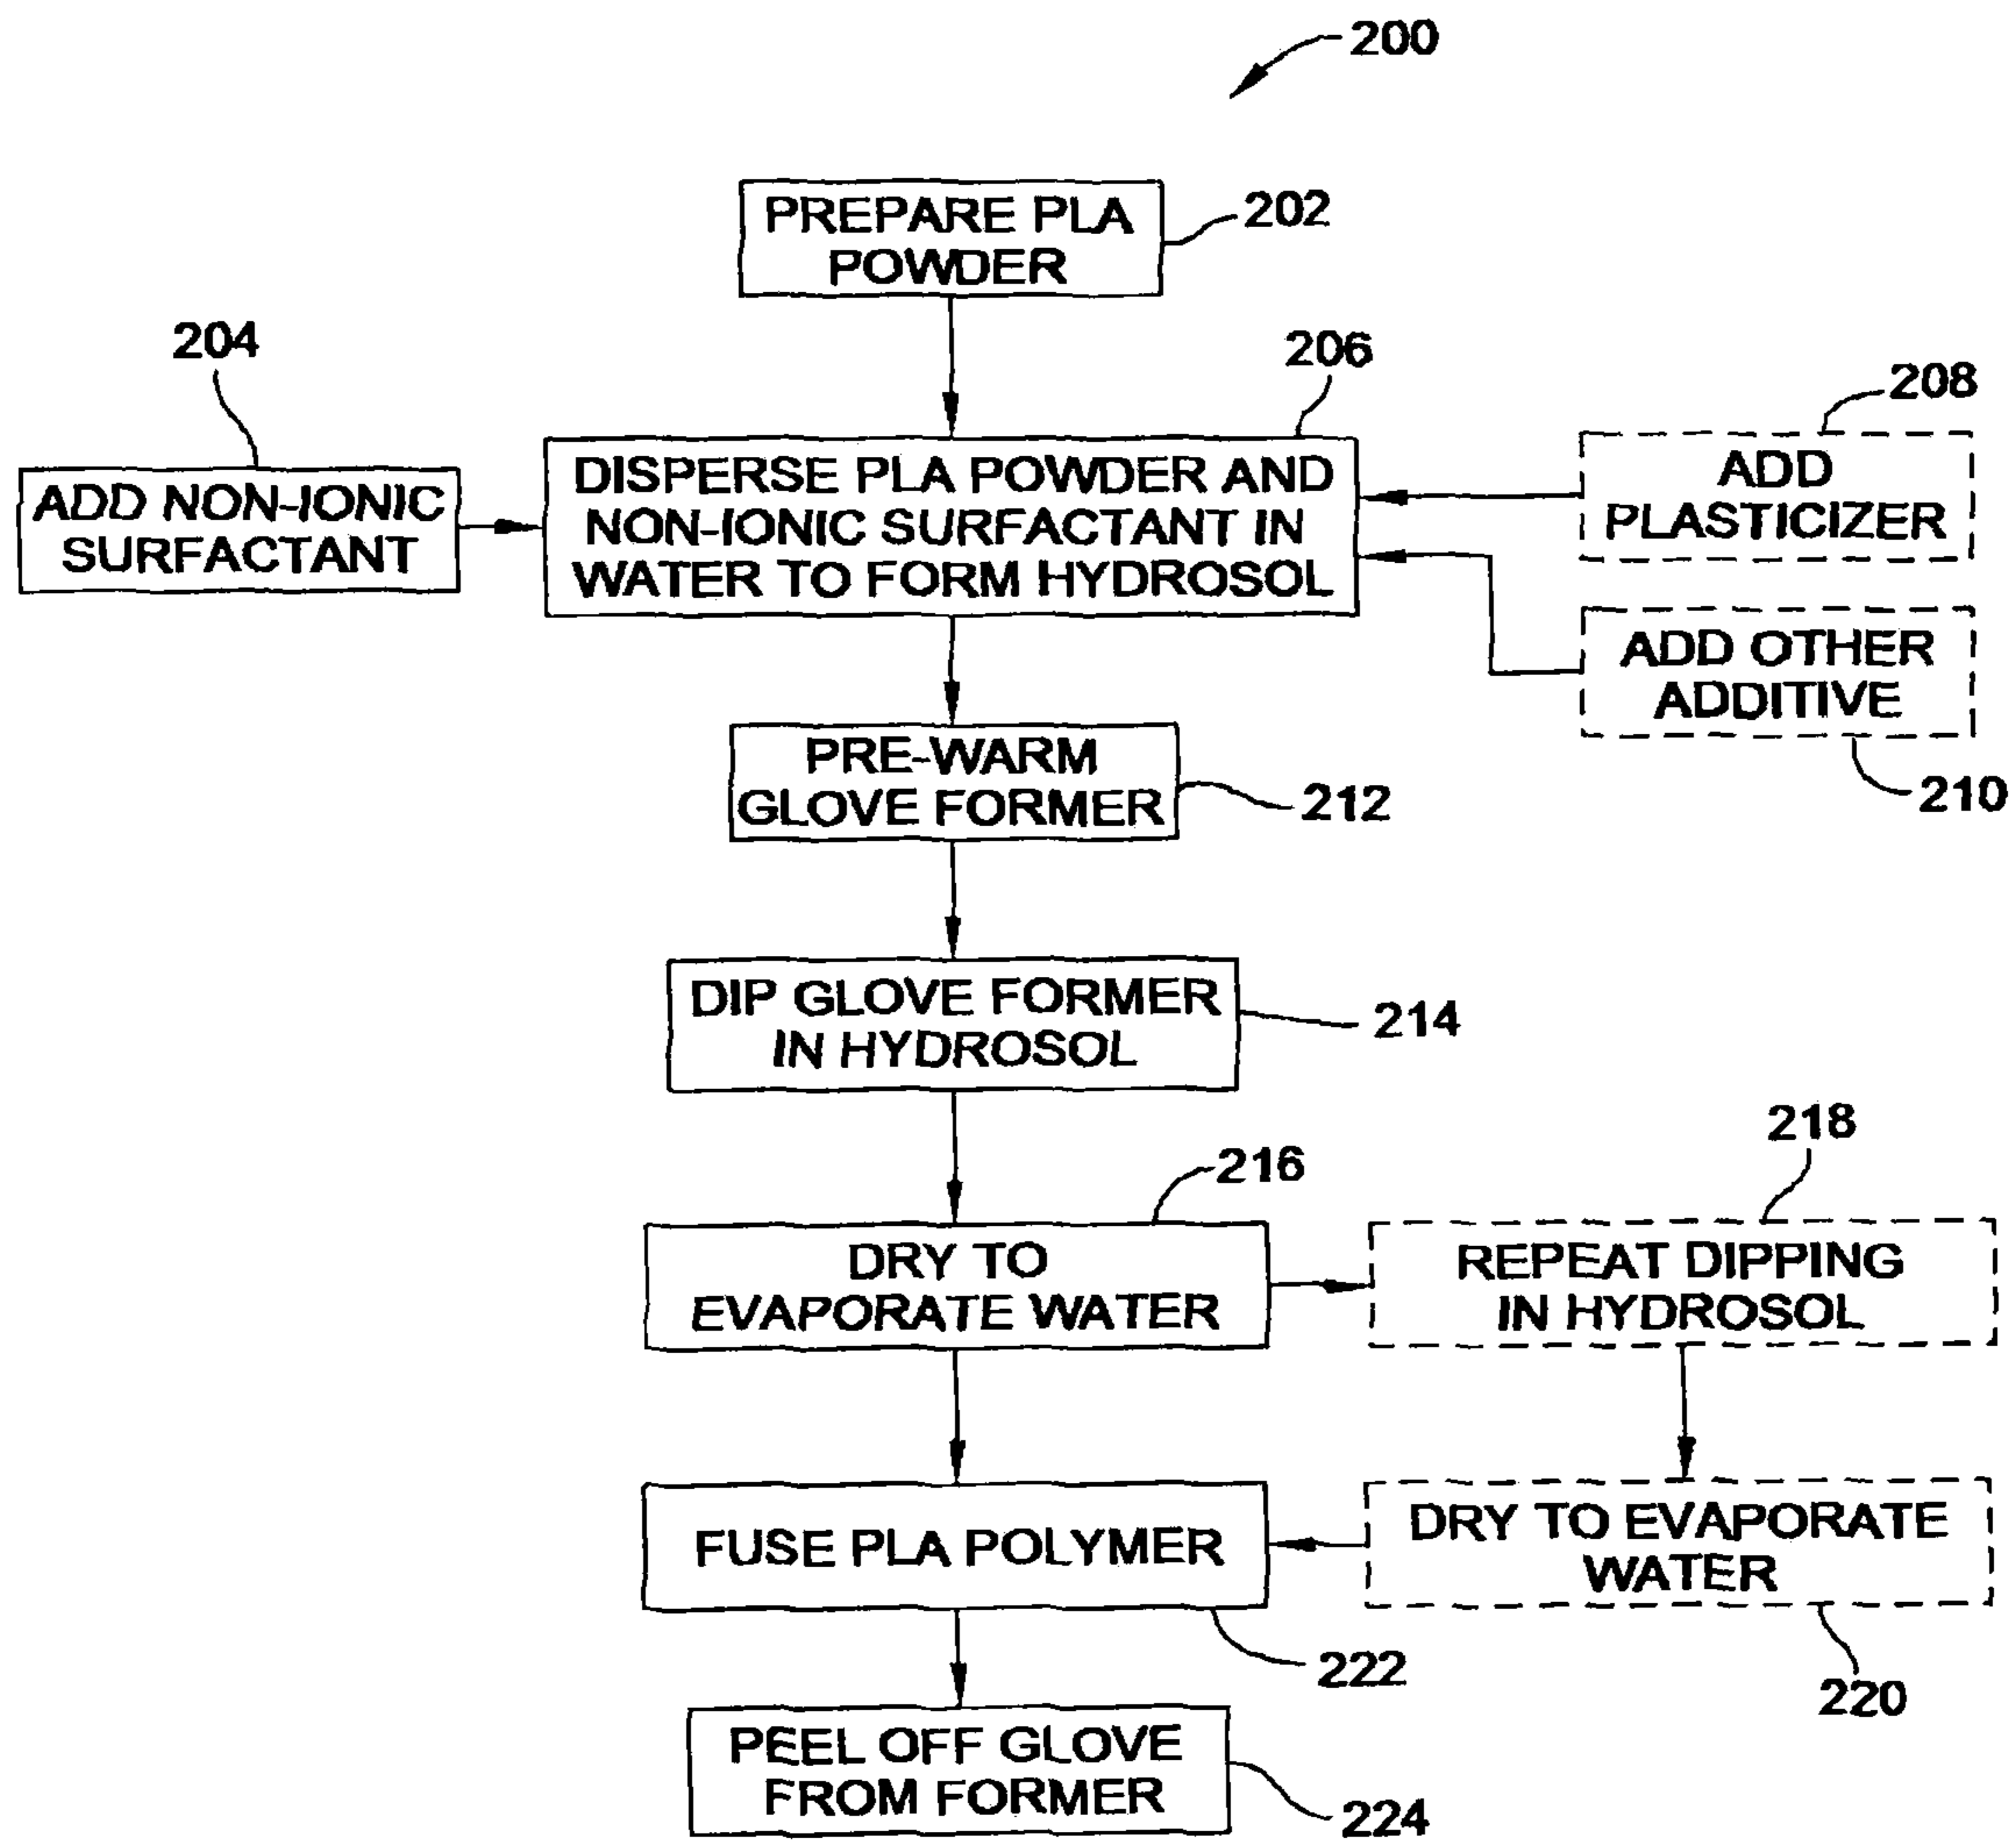 200
PREPARE PLA
POWDER
202
204
ADD NON-IONIC
SURFACTANT
206
DISPERSE PLA POWDER AND
NON-IONIC SURFACTANT IN
WATER TO FORM HYDROSOL
208
ADD
PLASTICIZER
ADD OTHER
ADDITIVE
210
PRE-WARM
GLOVE FORMER
212
DIP GLOVE FORMER
IN HYDROSOL
214
216
DRY TO
EVAPORATE WATER
218
REPEAT DIPPING
IN HYDROSOL
DRY TO EVAPORATE
WATER
220
FUSE PLA POLYMER
222
PEEL OFF GLOVE
FROM FORMER
224